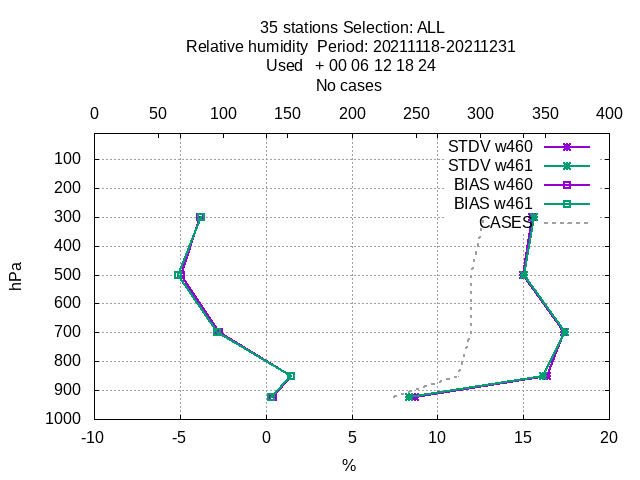 35 stations Selection: ALL
Relative humidity  Period: 20211118-20211231
Used   + 00 06 12 18 24
No cases
0 50 100 150 200 250 300 350 400
STDV w460
STDV w461
BIAS w460
BIAS w461
CASES
100
200
300
400
500
600
700
800
900
1000
hPa
-10 -5 0 5 10 15 20
%